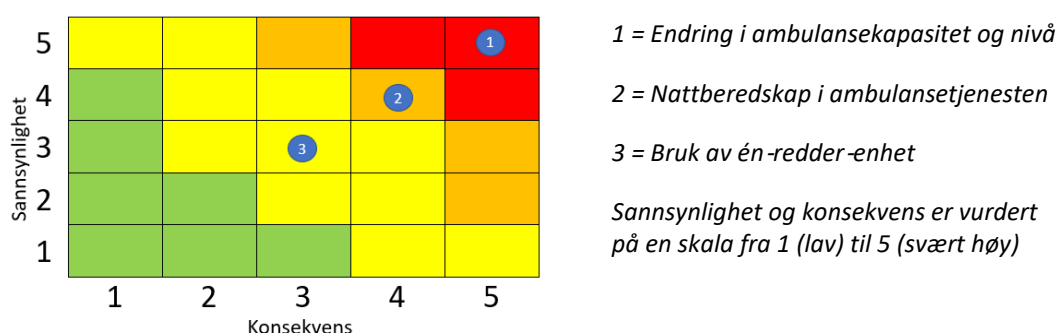 Sannsynlighet
5
4
3
2
1
1
2
3
1 2 3 4 5
Konsekvens
1 = Endring i ambulansekapasitet og nivå
2 = Nattberedskap i ambulansetjenesten
3 = Bruk av én-redder-enhet
Sannsynlighet og konsekvens er vurdert
på en skala fra 1 (lav) til 5 (svært høy)